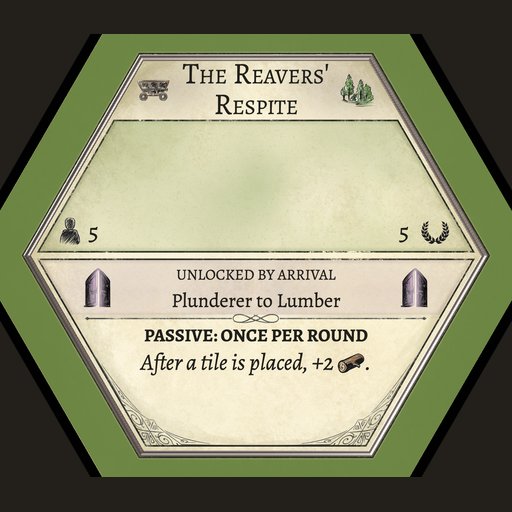 The Reavers'
Respite
5
5
UNLOCKED BY ARRIVAL
Plunderer to Lumber
PASSIVE: ONCE PER ROUND
After a tile is placed, +2 .